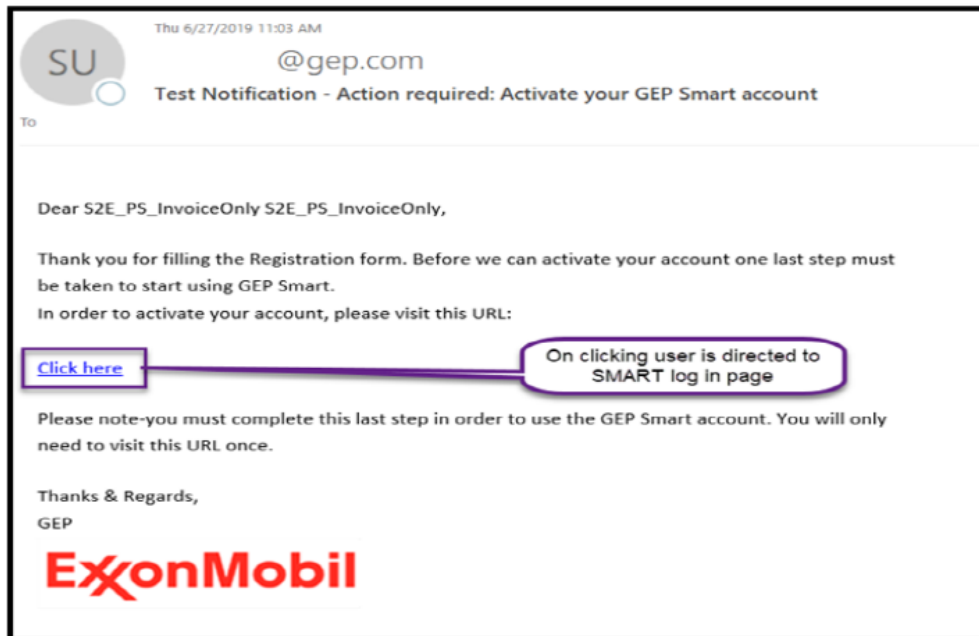 Thu 6/27/2019 11:03 AM
SU
@gep.com
Test Notification - Action required: Activate your GEP Smart account
To
Dear S2E_PS_InvoiceOnly S2E_PS_InvoiceOnly,
Thank you for filling the Registration form. Before we can activate your account one last step must
be taken to start using GEP Smart.
In order to activate your account, please visit this URL:
Click here
On clicking user is directed to
SMART log in page
Please note-you must complete this last step in order to use the GEP Smart account. You will only
need to visit this URL once.
Thanks & Regards,
GEP
ExxonMobil